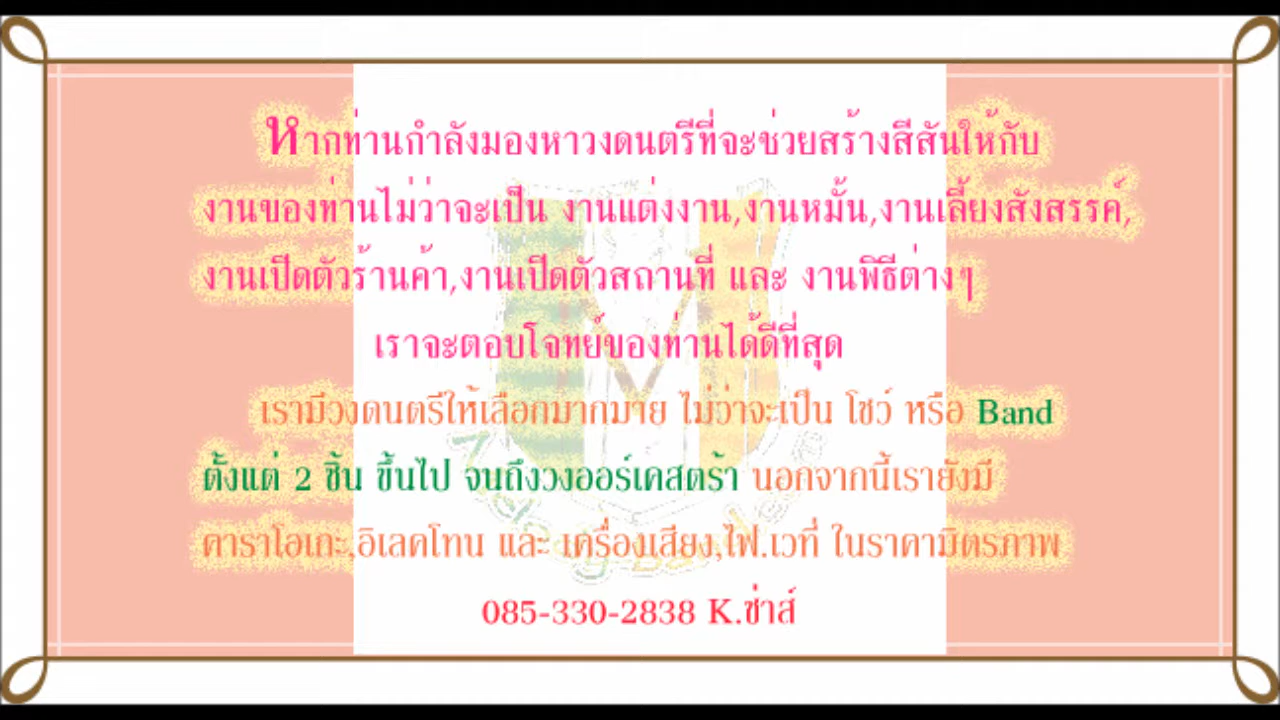 หากท่านกำลังมองหาวงดนตรีที่จะช่วยสร้างสีสันให้กับ
งานของท่านไม่ว่าจะเป็น งานแต่งงาน,งานหมั้น,งานเลี้ยงสังสรรค์,
งานเปิดตัวร้านค้า,งานเปิดตัวสถานที่ และ งานพิธีต่างๆ
เราจะตอบโจทย์ของท่านได้ดีที่สุด
เรามีวงดนตรีให้เลือกมากมาย ไม่ว่าจะเป็น โชว์ หรือ Band
ตั้งแต่ 2 ชิ้น ขึ้นไป จนถึงวงออร์เคสตร้า นอกจากนี้เรายังมี
คาราโอเกะ,อิเลคโทน และ เครื่องเสียง,ไฟ.เวที่ ในราคามิตรภาพ
085-330-2838 K.ช่าส์